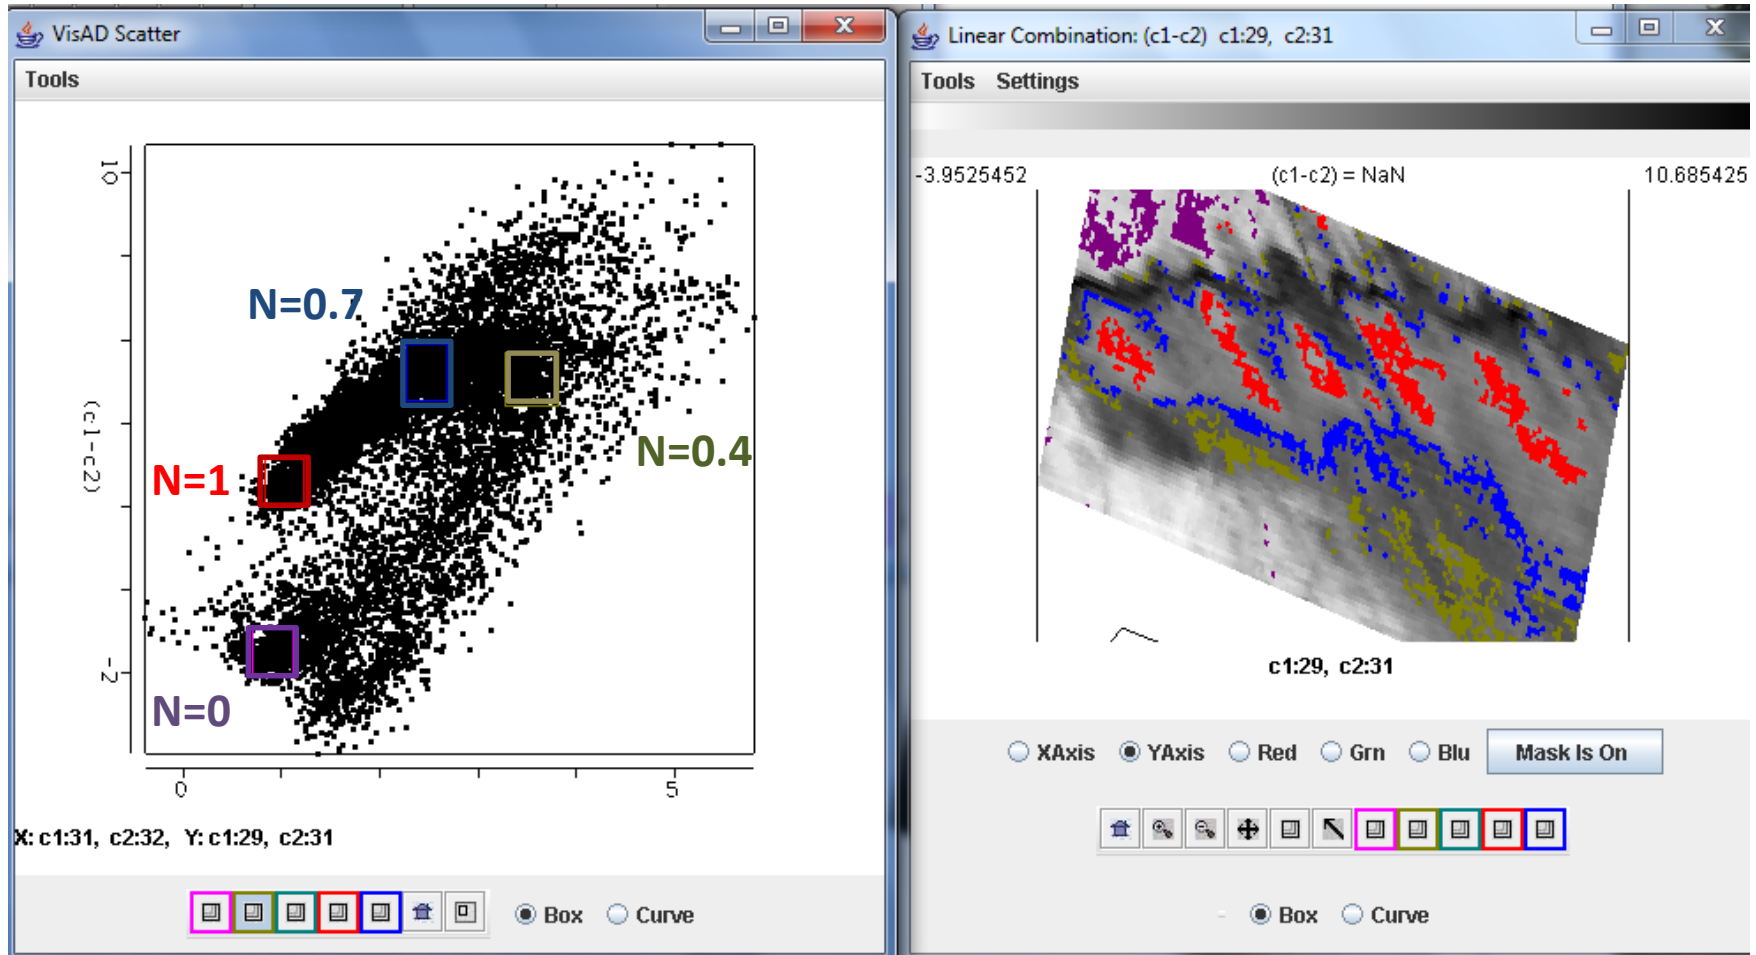 VisAD Scatter
Tools
10
(c1-c2)
-2
0
5
N=0.7
N=0.4
N=1
N=0
X: c1:31, c2:32, Y: c1:29, c2:31
Box
Curve
Linear Combination: (c1-c2) c1:29, c2:31
Tools Settings
-3.9525452
(c1-c2) = NaN
10.685425
c1:29, c2:31
XAxis
YAxis
Red
Grn
Blu
Mask Is On
Box
Curve